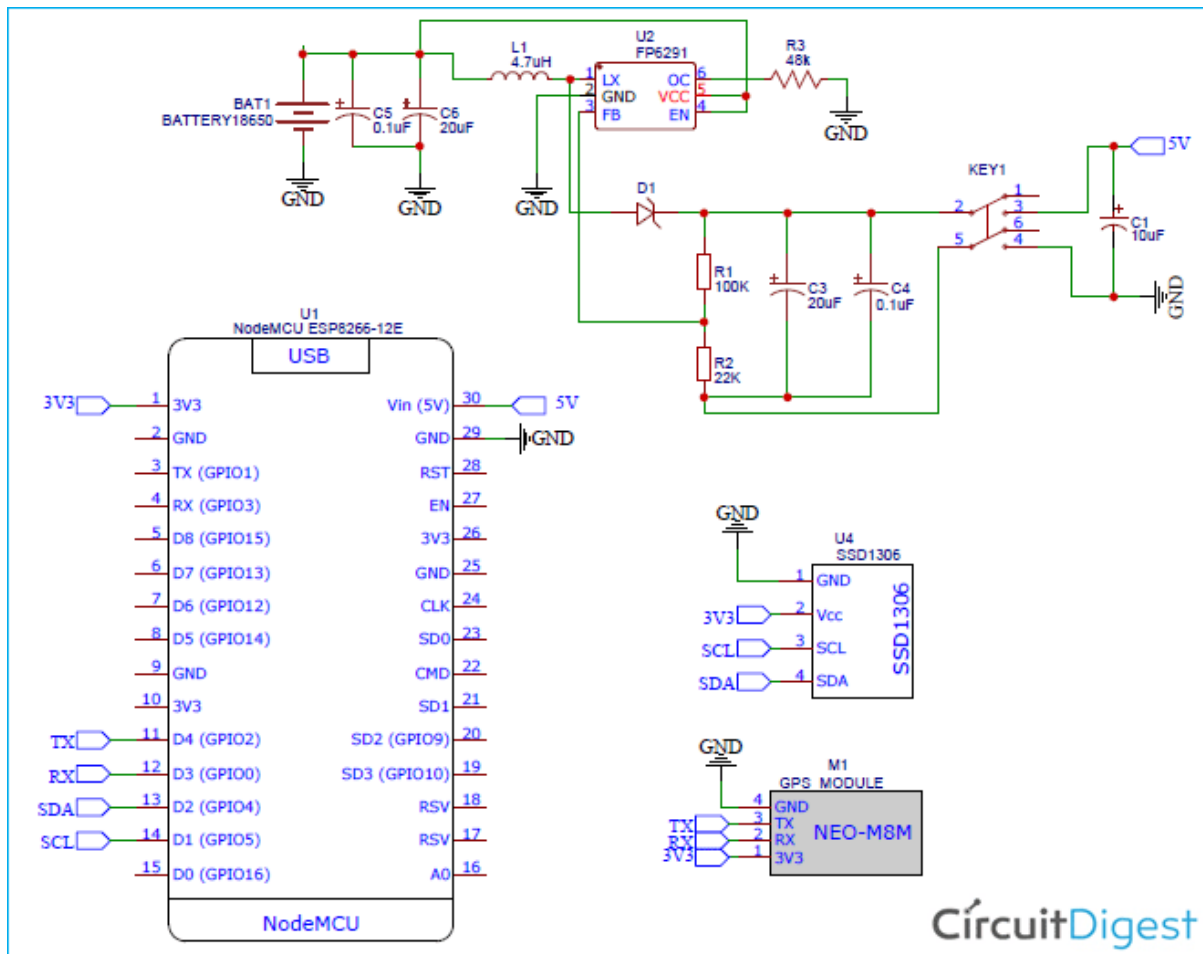 U2
FP6291
L1
4.7uH
1 LX
2 GND
3 FB
OC 6
VCC 5
EN 4
R3
48k
GND
BAT1
BATTERY18650
C5
0.1uF
C6
20uF
GND
GND
GND
D1
KEY1
1
2
3
6
5
4
5V
C1
10uF
GND
R1
100K
R2
22K
C3
20uF
C4
0.1uF
U1
NodeMCU ESP8266-12E
USB
3V3 1 3V3
2 GND
3 TX (GPIO1)
4 RX (GPIO3)
5 D8 (GPIO15)
6 D7 (GPIO13)
7 D6 (GPIO12)
8 D5 (GPIO14)
9 GND
10 3V3
TX 11 D4 (GPIO2)
RX 12 D3 (GPIO0)
SDA 13 D2 (GPIO4)
SCL 14 D1 (GPIO5)
15 D0 (GPIO16)
Vin (5V) 30 5V
GND 29 GND
RST 28
EN 27
3V3 26
GND 25
CLK 24
SD0 23
CMD 22
SD1 21
SD2 (GPIO9) 20
SD3 (GPIO10) 19
RSV 18
RSV 17
A0 16
NodeMCU
GND
U4
SSD1306
1 GND
3V3 2 Vcc
SCL 3 SCL
SDA 4 SDA
SSD1306
GND
M1
GPS MODULE
4 GND
TX 3 TX
RX 2 RX
3V3 1 3V3
NEO-M8M
CircuitDigest